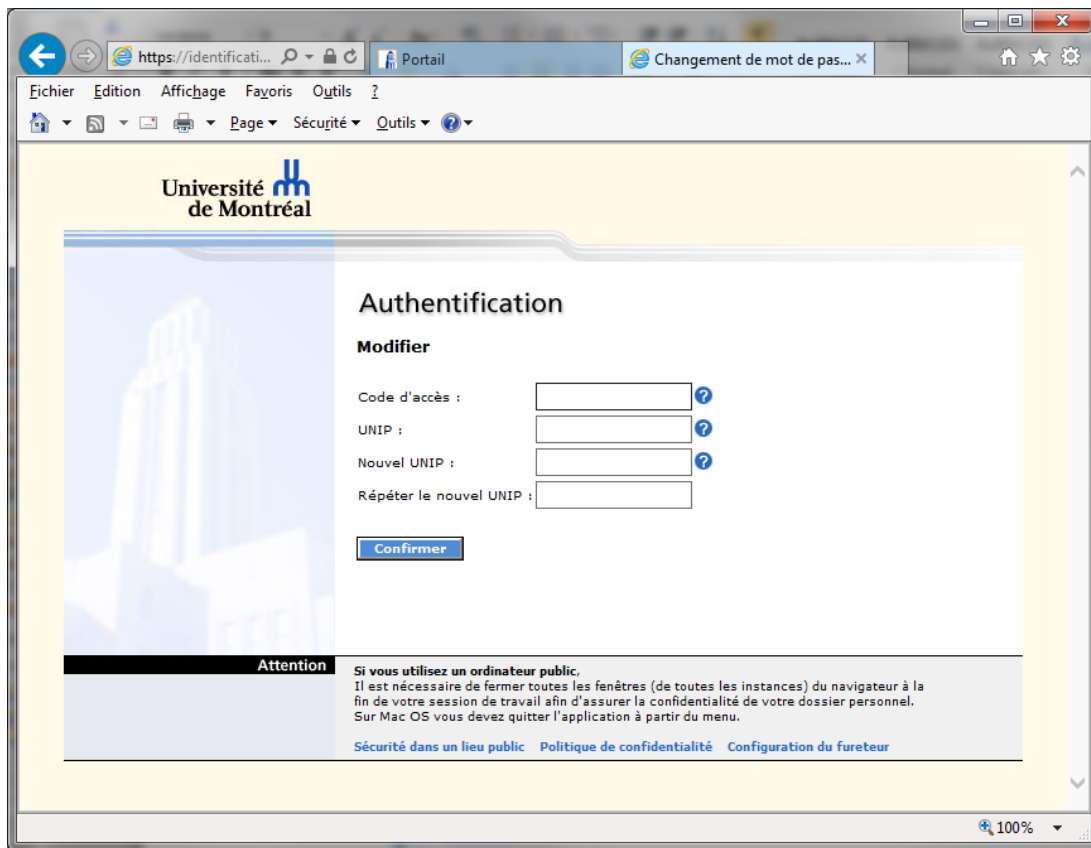 https://identificati...
Portail
Changement de mot de pas...
Fichier Edition Affichage Favoris Outils ?
Page Sécurité Outils
Université
de Montréal
Authentification
Modifier
Code d'accès :
UNIP :
Nouvel UNIP :
Répéter le nouvel UNIP :
Confirmer
Attention
Si vous utilisez un ordinateur public,
Il est nécessaire de fermer toutes les fenêtres (de toutes les instances) du navigateur à la
fin de votre session de travail afin d'assurer la confidentialité de votre dossier personnel.
Sur Mac OS vous devez quitter l'application à partir du menu.
Sécurité dans un lieu public Politique de confidentialité Configuration du fureteur
100%